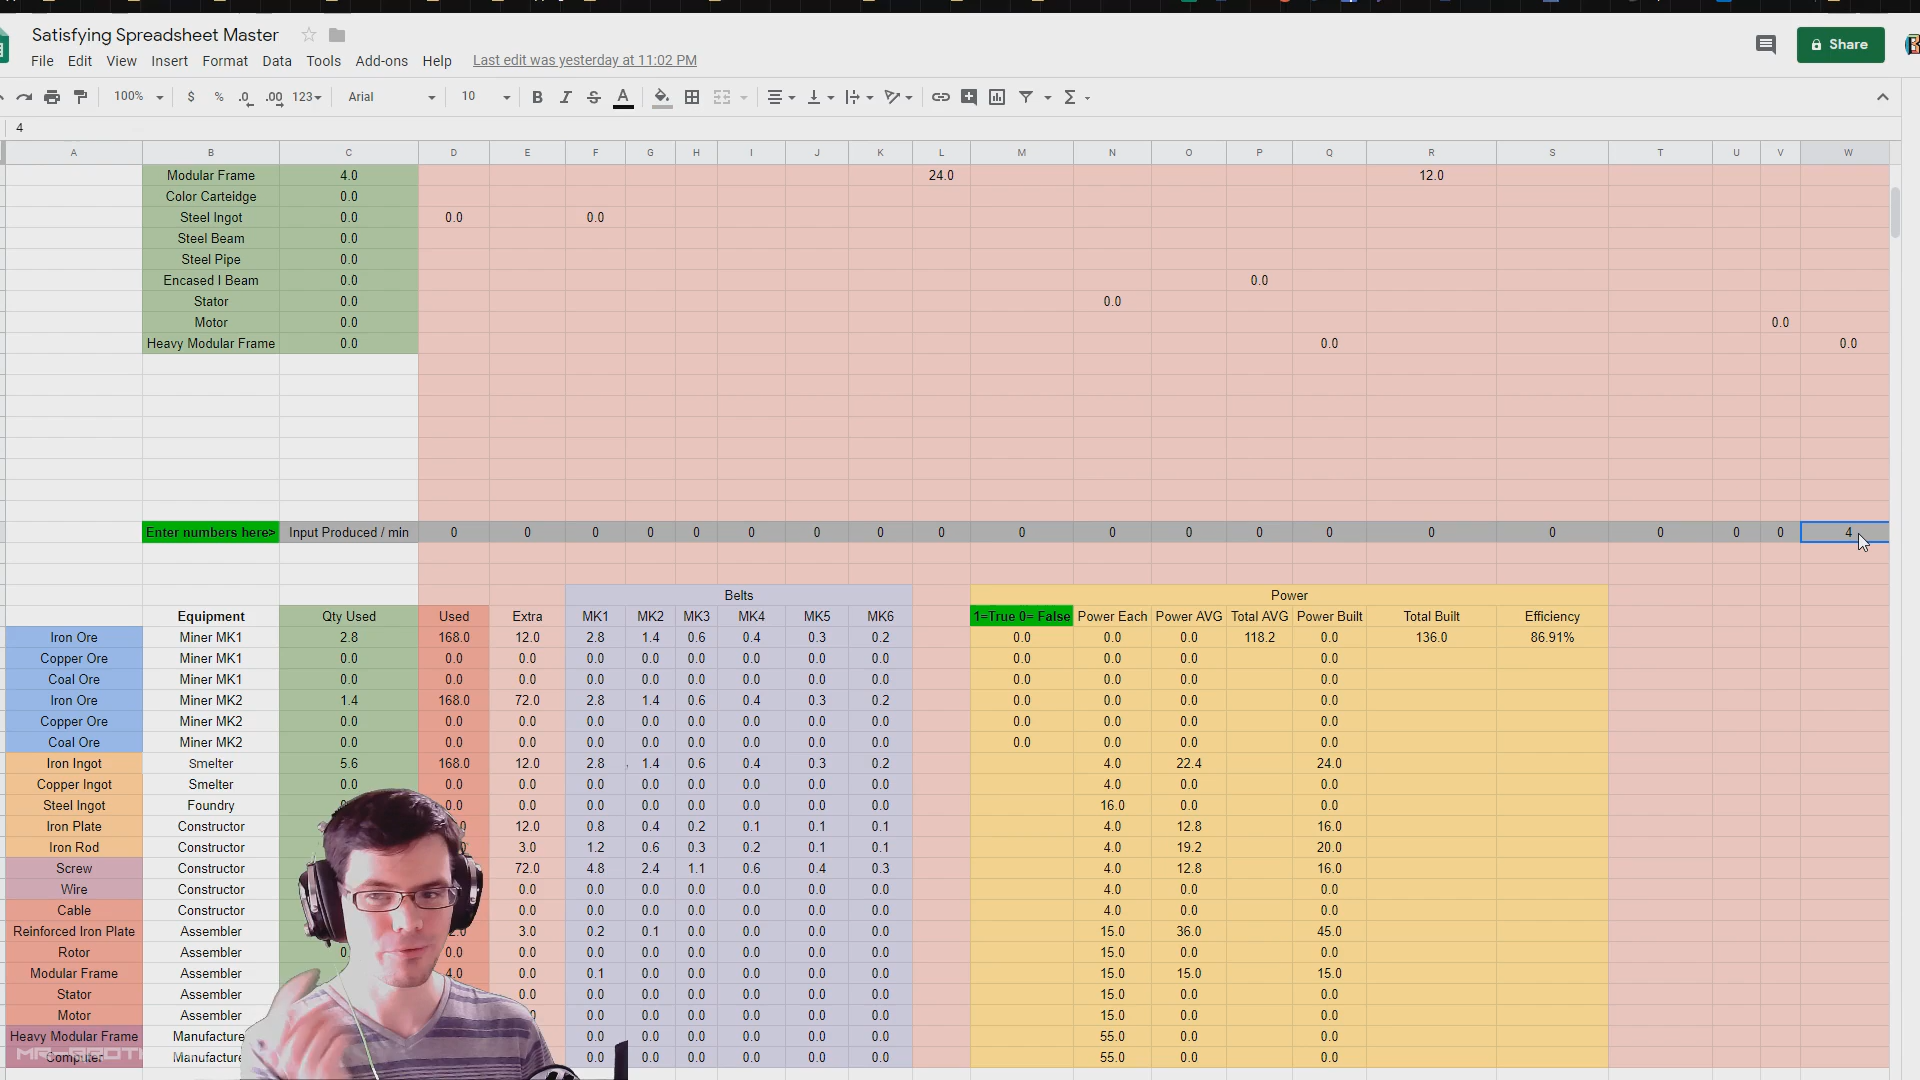 Satisfying Spreadsheet Master
Share
File Edit View Insert Format Data Tools Add-ons Help Last edit was yesterday at 11:02 PM
100% $ % .0 .00 123 Arial 10 B I S A
4
A B C D E F G H I J K L M N O P Q R S T U V W
Modular Frame 4.0 24.0 12.0
Color Carteidge 0.0
Steel Ingot 0.0 0.0 0.0
Steel Beam 0.0
Steel Pipe 0.0
Encased I Beam 0.0 0.0
Stator 0.0 0.0
Motor 0.0 0.0
Heavy Modular Frame 0.0 0.0 0.0
Enter numbers here> Input Produced / min 0 0 0 0 0 0 0 0 0 0 0 0 0 0 0 0 0 0 0 4
Belts Power
Equipment Qty Used Used Extra MK1 MK2 MK3 MK4 MK5 MK6 1=True 0= False Power Each Power AVG Total AVG Power Built Total Built Efficiency
Iron Ore Miner MK1 2.8 168.0 12.0 2.8 1.4 0.6 0.4 0.3 0.2 0.0 0.0 0.0 118.2 0.0 136.0 86.91%
Copper Ore Miner MK1 0.0 0.0 0.0 0.0 0.0 0.0 0.0 0.0 0.0 0.0 0.0 0.0 0.0
Coal Ore Miner MK1 0.0 0.0 0.0 0.0 0.0 0.0 0.0 0.0 0.0 0.0 0.0 0.0 0.0
Iron Ore Miner MK2 1.4 168.0 72.0 2.8 1.4 0.6 0.4 0.3 0.2 0.0 0.0 0.0 0.0
Copper Ore Miner MK2 0.0 0.0 0.0 0.0 0.0 0.0 0.0 0.0 0.0 0.0 0.0 0.0 0.0
Coal Ore Miner MK2 0.0 0.0 0.0 0.0 0.0 0.0 0.0 0.0 0.0 0.0 0.0 0.0 0.0
Iron Ingot Smelter 5.6 168.0 12.0 2.8 1.4 0.6 0.4 0.3 0.2 4.0 22.4 24.0
Copper Ingot Smelter 0.0 0.0 0.0 0.0 0.0 0.0 0.0 0.0 0.0 4.0 0.0 0.0
Steel Ingot Foundry 0.0 0.0 0.0 0.0 0.0 0.0 0.0 0.0 16.0 0.0 0.0
Iron Plate Constructor 12.0 0.8 0.4 0.2 0.1 0.1 0.1 4.0 12.8 16.0
Iron Rod Constructor 3.0 1.2 0.6 0.3 0.2 0.1 0.1 4.0 19.2 20.0
Screw Constructor 72.0 4.8 2.4 1.1 0.6 0.4 0.3 4.0 12.8 16.0
Wire Constructor 0.0 0.0 0.0 0.0 0.0 0.0 0.0 4.0 0.0 0.0
Cable Constructor 0.0 0.0 0.0 0.0 0.0 0.0 0.0 4.0 0.0 0.0
Reinforced Iron Plate Assembler 3.0 0.2 0.1 0.0 0.0 0.0 0.0 15.0 36.0 45.0
Rotor Assembler 0.0 0.0 0.0 0.0 0.0 0.0 0.0 0.0 15.0 0.0 0.0
Modular Frame Assembler 4.0 0.0 0.1 0.0 0.0 0.0 0.0 0.0 15.0 15.0 15.0
Stator Assembler 0.0 0.0 0.0 0.0 0.0 0.0 0.0 15.0 0.0 0.0
Motor Assembler 0.0 0.0 0.0 0.0 0.0 0.0 15.0 0.0 0.0
Heavy Modular Frame Manufacture 0.0 0.0 0.0 0.0 0.0 0.0 55.0 0.0 0.0
Computer Manufacture 0.0 0.0 0.0 0.0 0.0 0.0 55.0 0.0 0.0